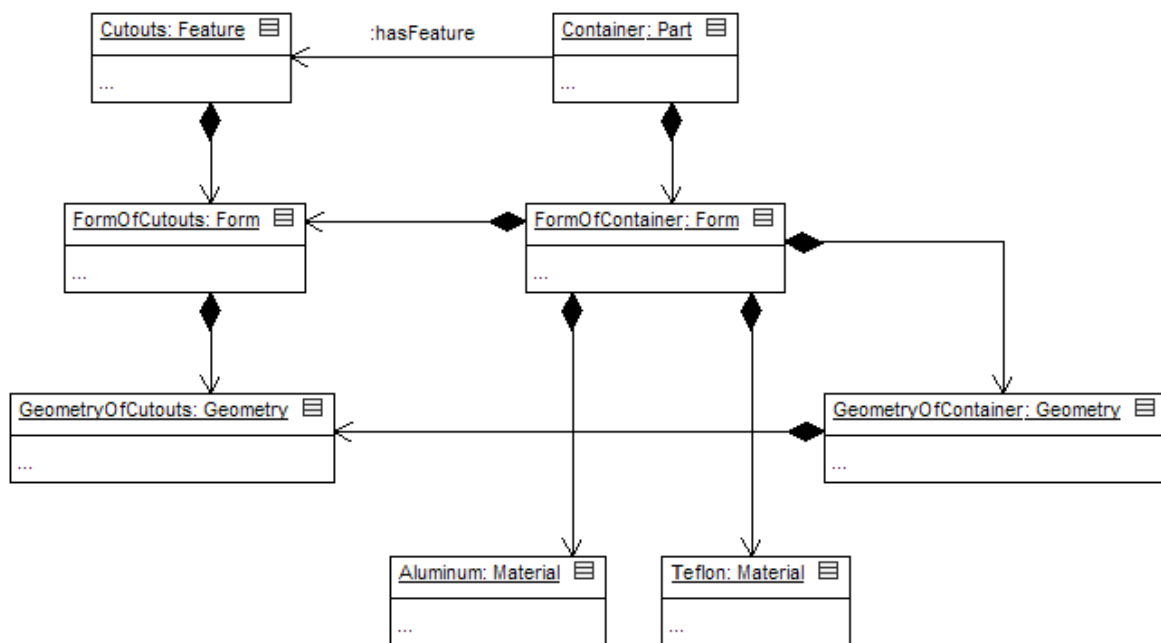 Cutouts: Feature
:hasFeature
Container: Part
...
...
FormOfCutouts: Form
FormOfContainer: Form
...
...
GeometryOfCutouts: Geometry
GeometryOfContainer: Geometry
...
...
Aluminum: Material
Teflon: Material
...
...